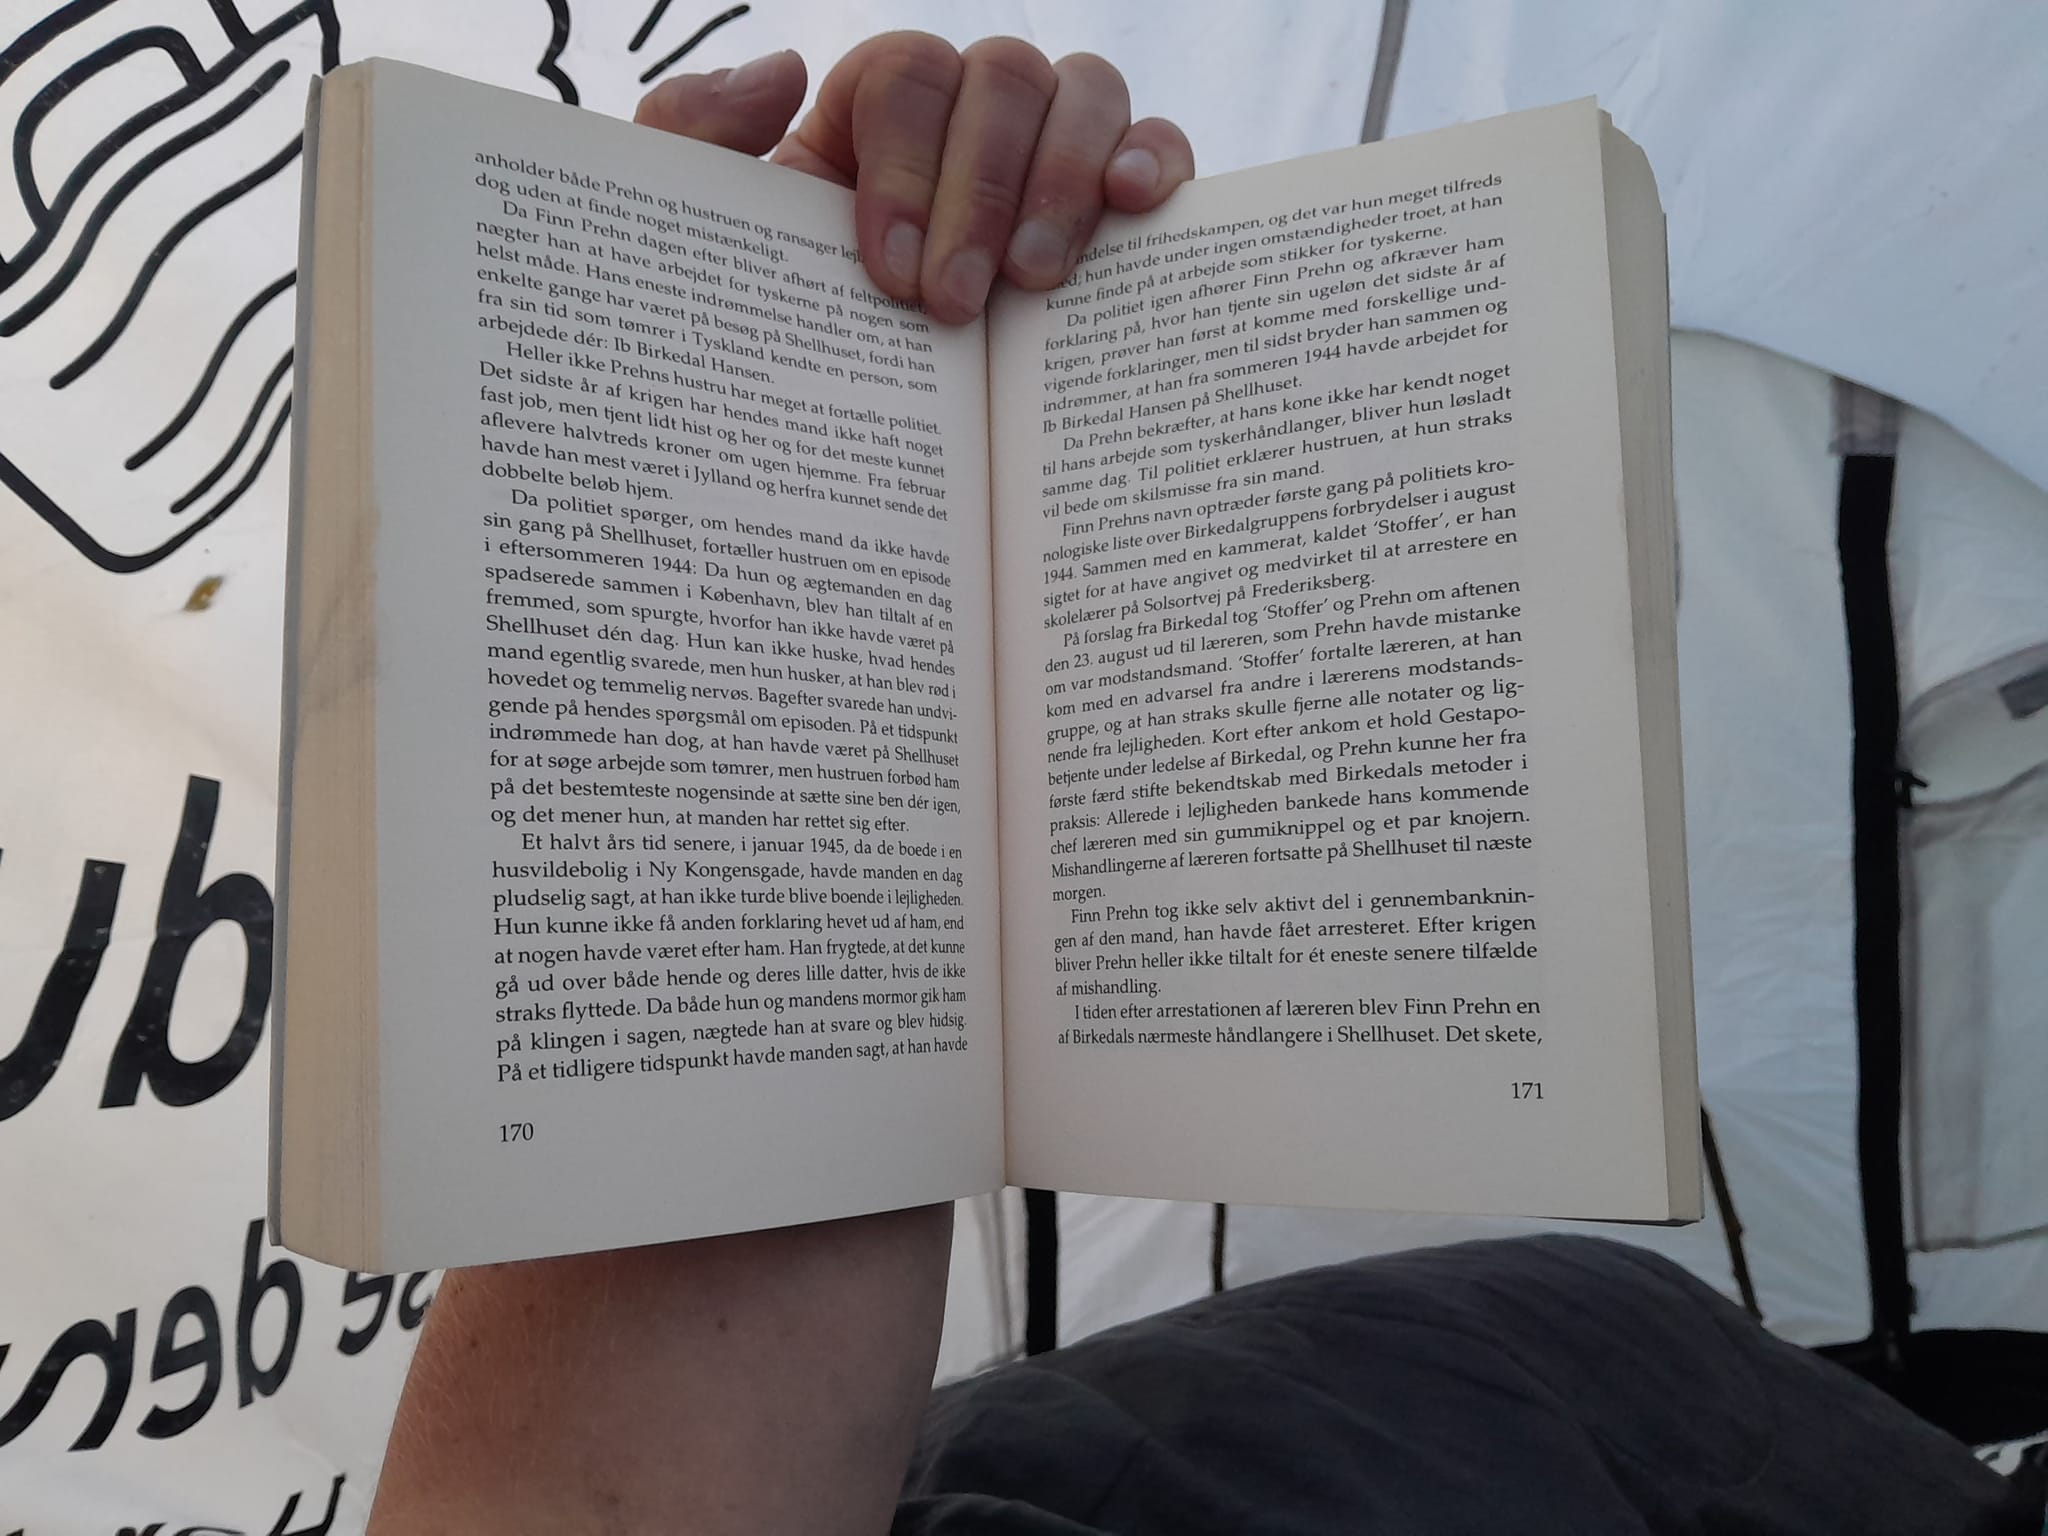 anholder både Prehn og hustruen og ransager
dog uden at finde noget mistænkeligt.
Da Finn Prehn dagen efter bliver afhørt af feltpolitiet,
nægter han at have arbejdet for tyskerne på nogen som
helst måde. Hans eneste indrømmelse handler om, at han
enkelte gange har været på besøg på Shellhuset, fordi han
fra sin tid som tømrer i Tyskland kendte en person, som
arbejdede dér: Ib Birkedal Hansen.
Heller ikke Prehns hustru har meget at fortælle politiet.
Det sidste år af krigen har hendes mand ikke haft noget
fast job, men tjent lidt hist og her og for det meste kunnet
aflevere halvtreds kroner om ugen hjemme. Fra februar
havde han mest været i Jylland og herfra kunnet sende det
dobbelte beløb hjem.
Da politiet spørger, om hendes mand da ikke havde
sin gang på Shellhuset, fortæller hustruen om en episode
i eftersommeren 1944: Da hun og ægtemanden en dag
spadserede sammen i København, blev han tiltalt af en
fremmed, som spurgte, hvorfor han ikke havde været på
Shellhuset dén dag. Hun kan ikke huske, hvad hendes
mand egentlig svarede, men hun husker, at han blev rød i
hovedet og temmelig nervøs. Bagefter svarede han undvi-
gende på hendes spørgsmål om episoden. På et tidspunkt
indrømmede han dog, at han havde været på Shellhuset
for at søge arbejde som tømrer, men hustruen forbød ham
på det bestemteste nogensinde at sætte sine ben dér igen,
og det mener hun, at manden har rettet sig efter.
Et halvt års tid senere, i januar 1945, da de boede i en
husvildebolig i Ny Kongensgade, havde manden en dag
pludselig sagt, at han ikke turde blive boende i lejligheden.
Hun kunne ikke få anden forklaring hevet ud af ham, end
at nogen havde været efter ham. Han frygtede, at det kunne
gå ud over både hende og deres lille datter, hvis de ikke
straks flyttede. Da både hun og mandens mormor gik ham
på klingen i sagen, nægtede han at svare og blev hidsig.
På et tidligere tidspunkt havde manden sagt, at han havde
170
til frihedskampen, og det var hun meget tilfreds
hun havde under ingen omstændigheder troet, at han
kunne finde på at arbejde som stikker for tyskerne.
Da politiet igen afhører Finn Prehn og afkræver ham
forklaring på, hvor han tjente sin ugeløn det sidste år af
krigen, prøver han først at komme med forskellige und-
vigende forklaringer, men til sidst bryder han sammen og
indrømmer, at han fra sommeren 1944 havde arbejdet for
Ib Birkedal Hansen på Shellhuset.
Da Prehn bekræfter, at hans kone ikke har kendt noget
til hans arbejde som tyskerhåndlanger, bliver hun løsladt
samme dag. Til politiet erklærer hustruen, at hun straks
vil bede om skilsmisse fra sin mand.
Finn Prehns navn optræder første gang på politiets kro-
nologiske liste over Birkedalgruppens forbrydelser i august
1944. Sammen med en kammerat, kaldet ‘Stoffer’, er han
sigtet for at have angivet og medvirket til at arrestere en
skolelærer på Solsortvej på Frederiksberg.
På forslag fra Birkedal tog ‘Stoffer’ og Prehn om aftenen
den 23. august ud til læreren, som Prehn havde mistanke
om var modstandsmand. ‘Stoffer’ fortalte læreren, at han
kom med en advarsel fra andre i lærerens modstands-
gruppe, og at han straks skulle fjerne alle notater og lig-
nende fra lejligheden. Kort efter ankom et hold Gestapo-
betjente under ledelse af Birkedal, og Prehn kunne her fra
første færd stifte bekendtskab med Birkedals metoder i
praksis: Allerede i lejligheden bankede hans kommende
chef læreren med sin gummiknippel og et par knojern.
Mishandlingerne af læreren fortsatte på Shellhuset til næste
morgen.
Finn Prehn tog ikke selv aktivt del i gennembanknin-
gen af den mand, han havde fået arresteret. Efter krigen
bliver Prehn heller ikke tiltalt for ét eneste senere tilfælde
af mishandling.
I tiden efter arrestationen af læreren blev Finn Prehn en
af Birkedals nærmeste håndlangere i Shellhuset. Det skete,
171